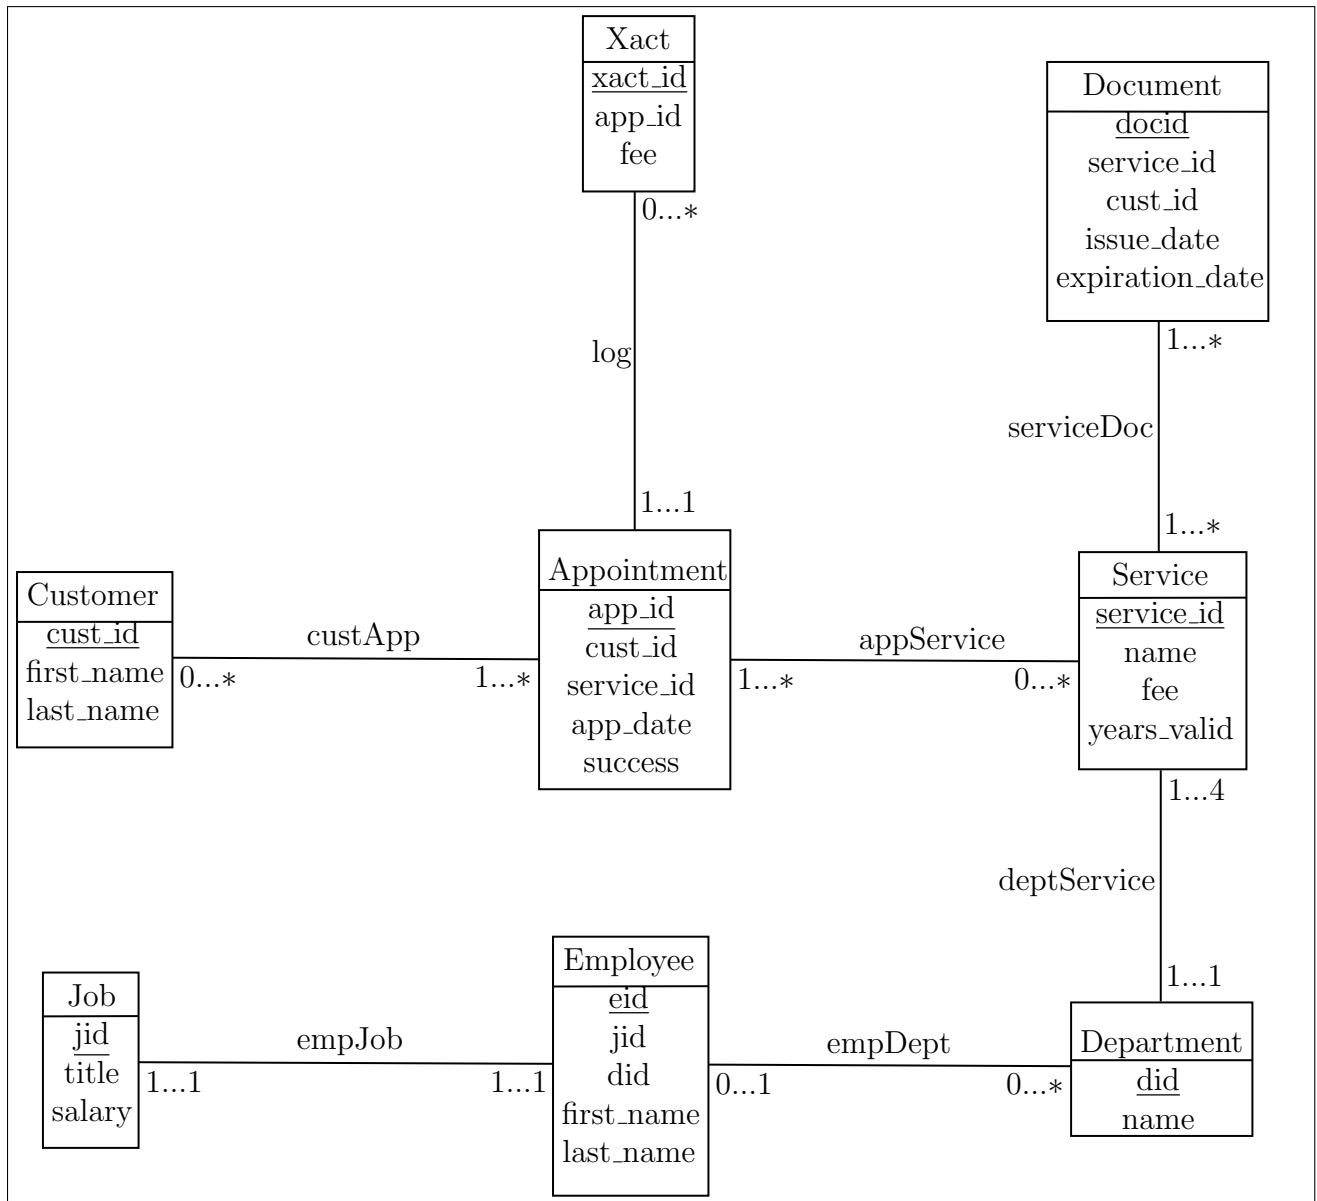 Xact
xact_id
app_id
fee
0...*
Document
docid
service_id
cust_id
issue_date
expiration_date
1...*
log
serviceDoc
1...1
1...*
Customer
cust_id
first_name
last_name
custApp
0...*
1...*
Appointment
app_id
cust_id
service_id
app_date
success
appService
1...*
0...*
Service
service_id
name
fee
years_valid
1...4
deptService
1...1
Job
jid
title
salary
empJob
1...1
1...1
Employee
eid
jid
did
first_name
last_name
empDept
0...1
0...*
Department
did
name